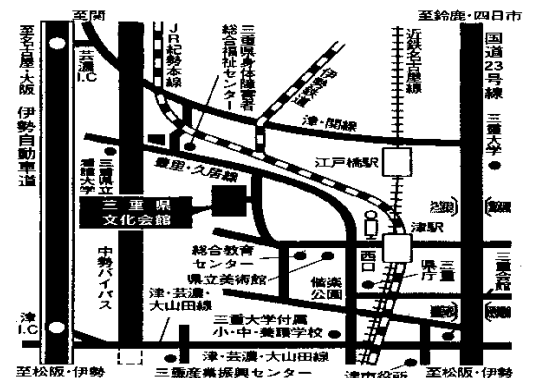 至関
至鈴鹿・四日市
至名古屋・大阪 伊勢自動車道
芸濃
I.C
JR紀勢本線
三重県身体障害者
総合福祉センター
伊勢鉄道
近鉄名古屋線
国道23号線
津・関線
三重大学
江戸橋駅
豊里・久居線
三重県立
看護大学
三重県
文化会館
津駅
西口
総合教育
センター
県立美術館
偕楽
公園
三重
県庁
三重会館
中勢バイパス
津・芸濃・
大山田線
津
I.C
三重大学付属
小・中・養護学校
津・芸濃・大山田線
至松阪・伊勢
三重産業振興センター
津市役所
至松阪・伊勢